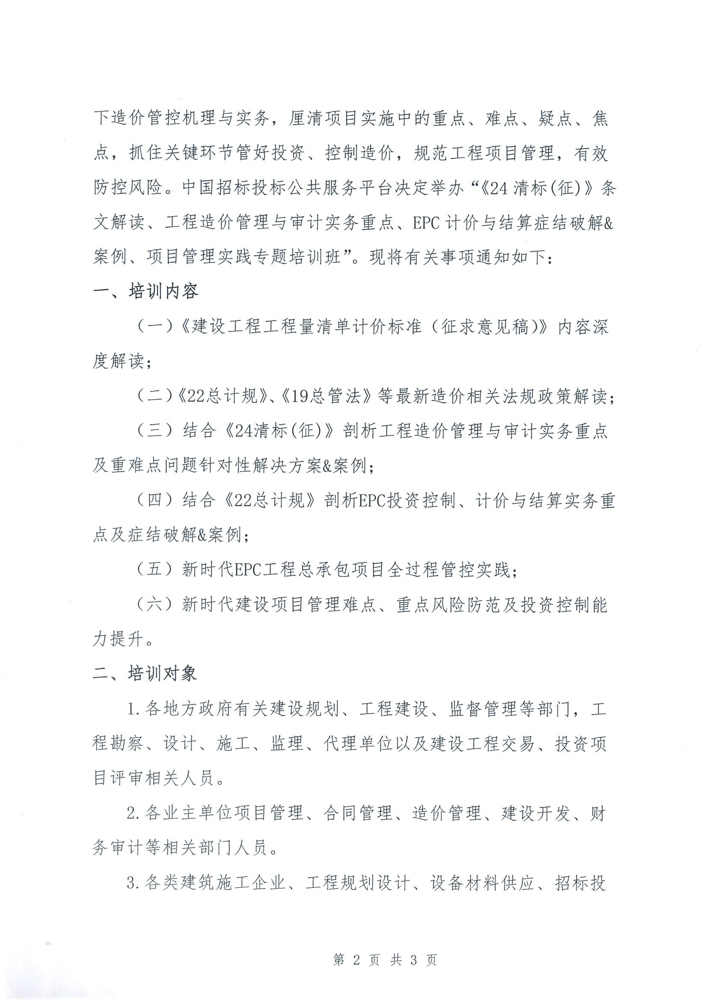 下造价管控机理与实务，厘清项目实施中的重点、难点、疑点、焦
点，抓住关键环节管好投资、控制造价，规范工程项目管理，有效
防控风险。中国招标投标公共服务平台决定举办“《24 清标(征)》条
文解读、工程造价管理与审计实务重点、EPC 计价与结算症结破解&
案例、项目管理实践专题培训班”。现将有关事项通知如下：
一、培训内容
（一）《建设工程工程量清单计价标准（征求意见稿）》内容深
度解读；
（二）《22总计规》、《19总管法》等最新造价相关法规政策解读；
（三）结合《24清标(征)》剖析工程造价管理与审计实务重点
及重难点问题针对性解决方案&案例；
（四）结合《22总计规》剖析EPC投资控制、计价与结算实务重
点及症结破解&案例；
（五）新时代EPC工程总承包项目全过程管控实践；
（六）新时代建设项目管理难点、重点风险防范及投资控制能
力提升。
二、培训对象
1.各地方政府有关建设规划、工程建设、监督管理等部门，工
程勘察、设计、施工、监理、代理单位以及建设工程交易、投资项
目评审相关人员。
2.各业主单位项目管理、合同管理、造价管理、建设开发、财
务审计等相关部门人员。
3.各类建筑施工企业、工程规划设计、设备材料供应、招标投
第 2 页 共 3 页